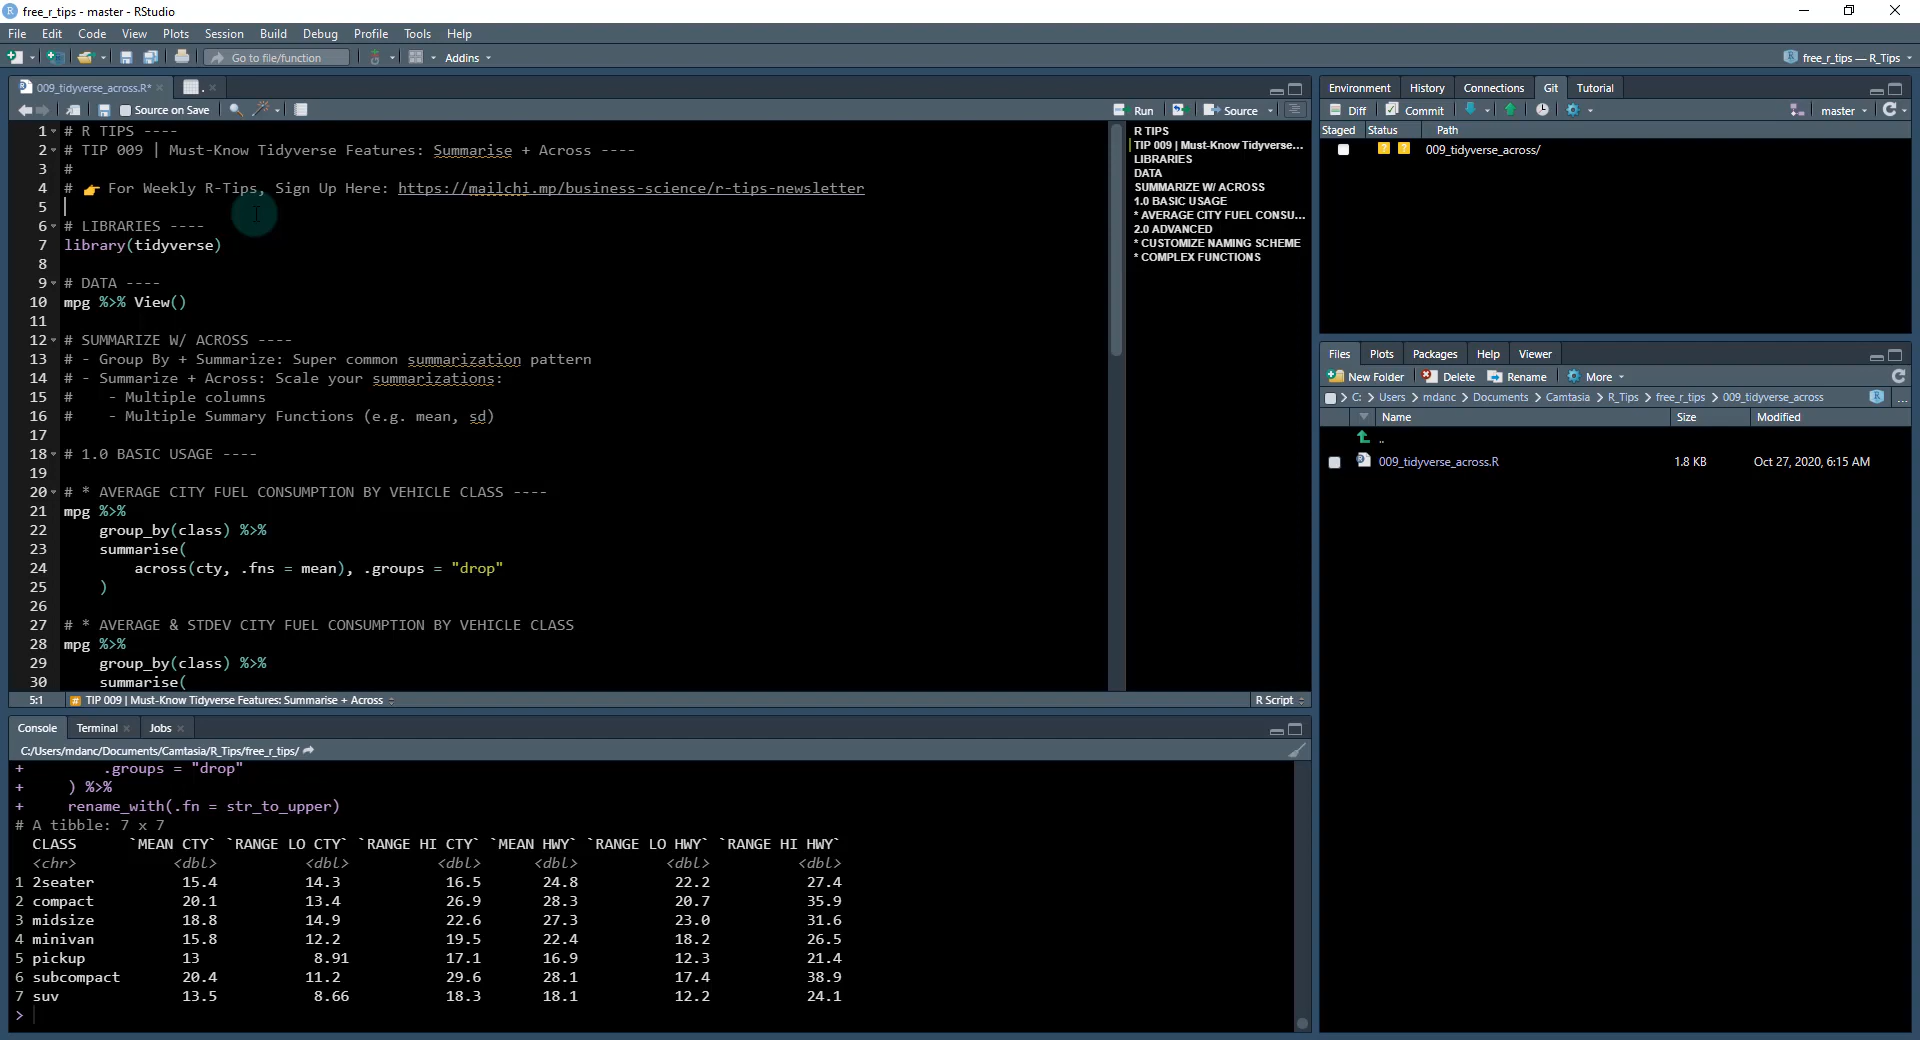 free_r_tips - master - RStudio
File Edit Code View Plots Session Build Debug Profile Tools Help
Go to file/function Addins free_r_tips — R_Tips
009_tidyverse_across.R* .
Source on Save Run Source
1 # R TIPS ----
2 # TIP 009 | Must-Know Tidyverse Features: Summarise + Across ----
3 #
4 # 👉 For Weekly R-Tips, Sign Up Here: https://mailchi.mp/business-science/r-tips-newsletter
5
6 # LIBRARIES ----
7 library(tidyverse)
8
9 # DATA ----
10 mpg %>% View()
11
12 # SUMMARIZE W/ ACROSS ----
13 # - Group By + Summarize: Super common summarization pattern
14 # - Summarize + Across: Scale your summarizations:
15 #    - Multiple columns
16 #    - Multiple Summary Functions (e.g. mean, sd)
17
18 # 1.0 BASIC USAGE ----
19
20 # * AVERAGE CITY FUEL CONSUMPTION BY VEHICLE CLASS ----
21 mpg %>%
22     group_by(class) %>%
23     summarise(
24         across(cty, .fns = mean), .groups = "drop"
25     )
26
27 # * AVERAGE & STDEV CITY FUEL CONSUMPTION BY VEHICLE CLASS
28 mpg %>%
29     group_by(class) %>%
30     summarise(
R TIPS
TIP 009 | Must-Know Tidyverse...
LIBRARIES
DATA
SUMMARIZE W/ ACROSS
1.0 BASIC USAGE
* AVERAGE CITY FUEL CONSU...
2.0 ADVANCED
* CUSTOMIZE NAMING SCHEME
* COMPLEX FUNCTIONS
5:1 # TIP 009 | Must-Know Tidyverse Features: Summarise + Across R Script
Console Terminal Jobs
C:/Users/mdanc/Documents/Camtasia/R_Tips/free_r_tips/
+         .groups = "drop"
+     ) %>%
+     rename_with(.fn = str_to_upper)
# A tibble: 7 x 7
CLASS `MEAN CTY` `RANGE LO CTY` `RANGE HI CTY` `MEAN HWY` `RANGE LO HWY` `RANGE HI HWY`
<chr> <dbl> <dbl> <dbl> <dbl> <dbl> <dbl>
1 2seater 15.4 14.3 16.5 24.8 22.2 27.4
2 compact 20.1 13.4 26.9 28.3 20.7 35.9
3 midsize 18.8 14.9 22.6 27.3 23.0 31.6
4 minivan 15.8 12.2 19.5 22.4 18.2 26.5
5 pickup 13 8.91 17.1 16.9 12.3 21.4
6 subcompact 20.4 11.2 29.6 28.1 17.4 38.9
7 suv 13.5 8.66 18.3 18.1 12.2 24.1
>
Environment History Connections Git Tutorial
Diff Commit master
Staged Status Path
? ? 009_tidyverse_across/
Files Plots Packages Help Viewer
New Folder Delete Rename More
C: > Users > mdanc > Documents > Camtasia > R_Tips > free_r_tips > 009_tidyverse_across ...
Name Size Modified
..
009_tidyverse_across.R 1.8 KB Oct 27, 2020, 6:15 AM